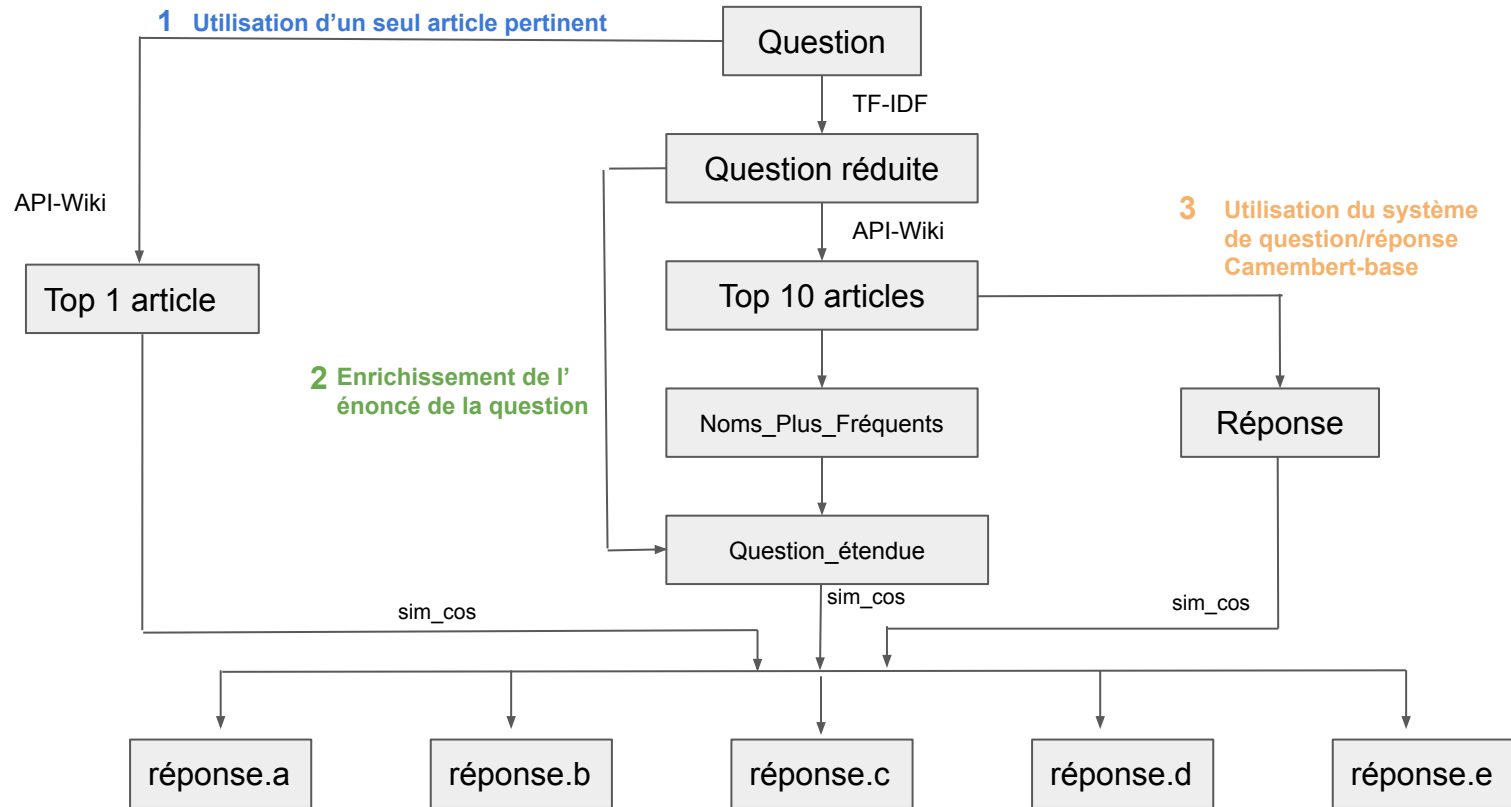 1 Utilisation d’un seul article pertinent
Question
TF-IDF
Question réduite
API-Wiki
API-Wiki
3 Utilisation du système
de question/réponse
Camembert-base
Top 1 article
Top 10 articles
2 Enrichissement de l’
énoncé de la question
Noms_Plus_Fréquents
Réponse
Question_étendue
sim_cos
sim_cos
sim_cos
réponse.a
réponse.b
réponse.c
réponse.d
réponse.e